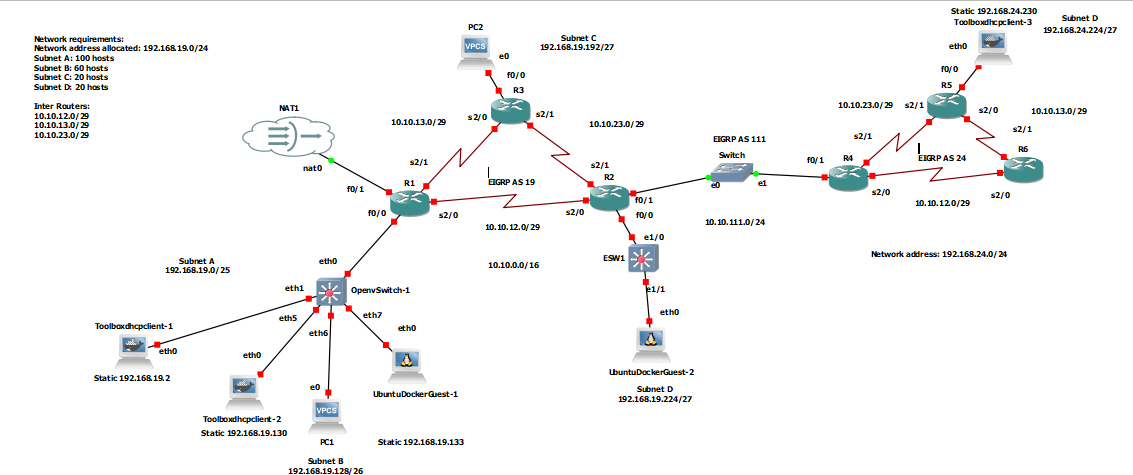 Network requirements:
Network address allocated: 192.168.19.0/24
Subnet A: 100 hosts
Subnet B: 60 hosts
Subnet C: 20 hosts
Subnet D: 20 hosts
Inter Routers:
10.10.12.0/29
10.10.13.0/29
10.10.23.0/29
PC2
VPCS
e0
Subnet C
192.168.19.192/27
f0/0
R3
s2/0
s2/1
NAT1
nat0
10.10.13.0/29
10.10.23.0/29
f0/1
R1
s2/1
f0/0
s2/0
EIGRP AS 19
s2/1
R2
s2/0
f0/1
f0/0
10.10.12.0/29
10.10.0.0/16
EIGRP AS 111
Switch
e0
e1
10.10.111.0/24
Static 192.168.24.230
Toolboxdhcpclient-3
Subnet D
192.168.24.224/27
eth0
f0/0
R5
10.10.23.0/29
s2/1
s2/0
10.10.13.0/29
s2/1
R6
s2/1
f0/1
R4
EIGRP AS 24
s2/0
s2/0
10.10.12.0/29
Network address: 192.168.24.0/24
Subnet A
192.168.19.0/25
eth0
eth1
OpenvSwitch-1
eth5
eth6
eth7
Toolboxdhcpclient-1
eth0
Static 192.168.19.2
eth0
Toolboxdhcpclient-2
Static 192.168.19.130
e0
VPCS
PC1
eth0
UbuntuDockerGuest-1
Static 192.168.19.133
Subnet B
192.168.19.128/26
e1/0
ESW1
e1/1
eth0
UbuntuDockerGuest-2
Subnet D
192.168.19.224/27